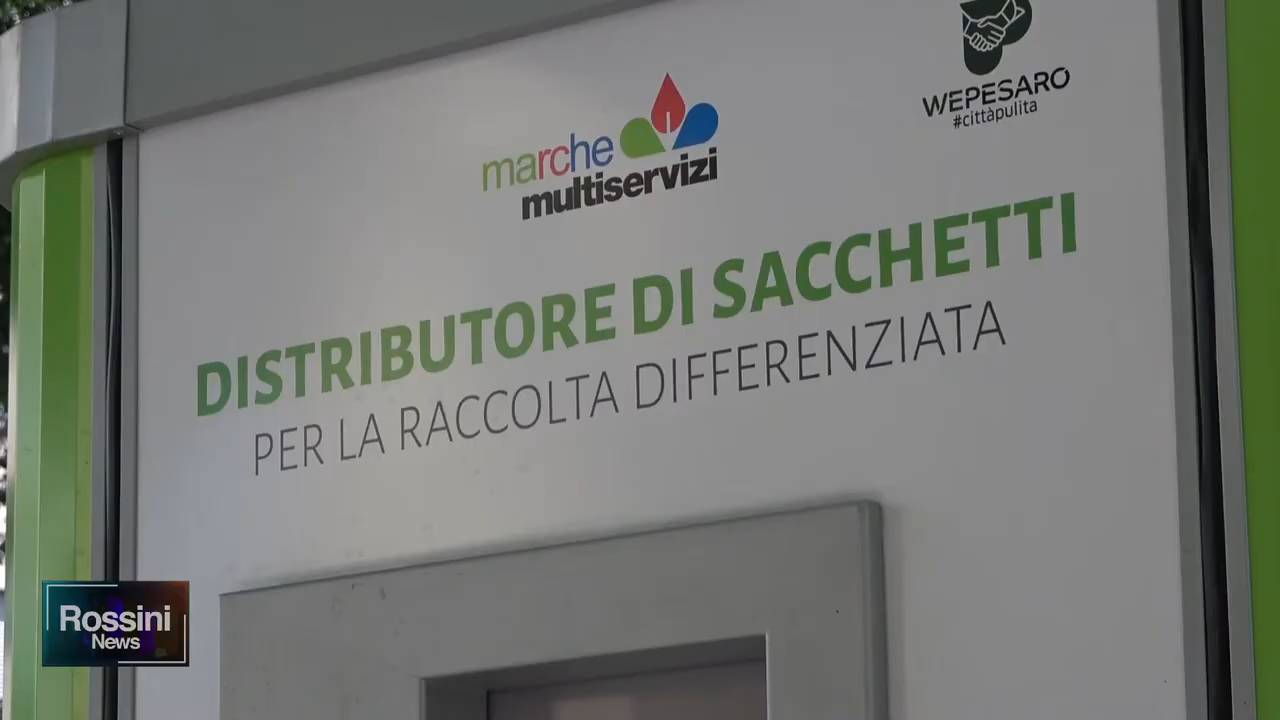 WEPESARO
#cittàpulita
marche
multiservizi
DISTRIBUTORE DI SACCHETTI
PER LA RACCOLTA DIFFERENZIATA
Rossini
News